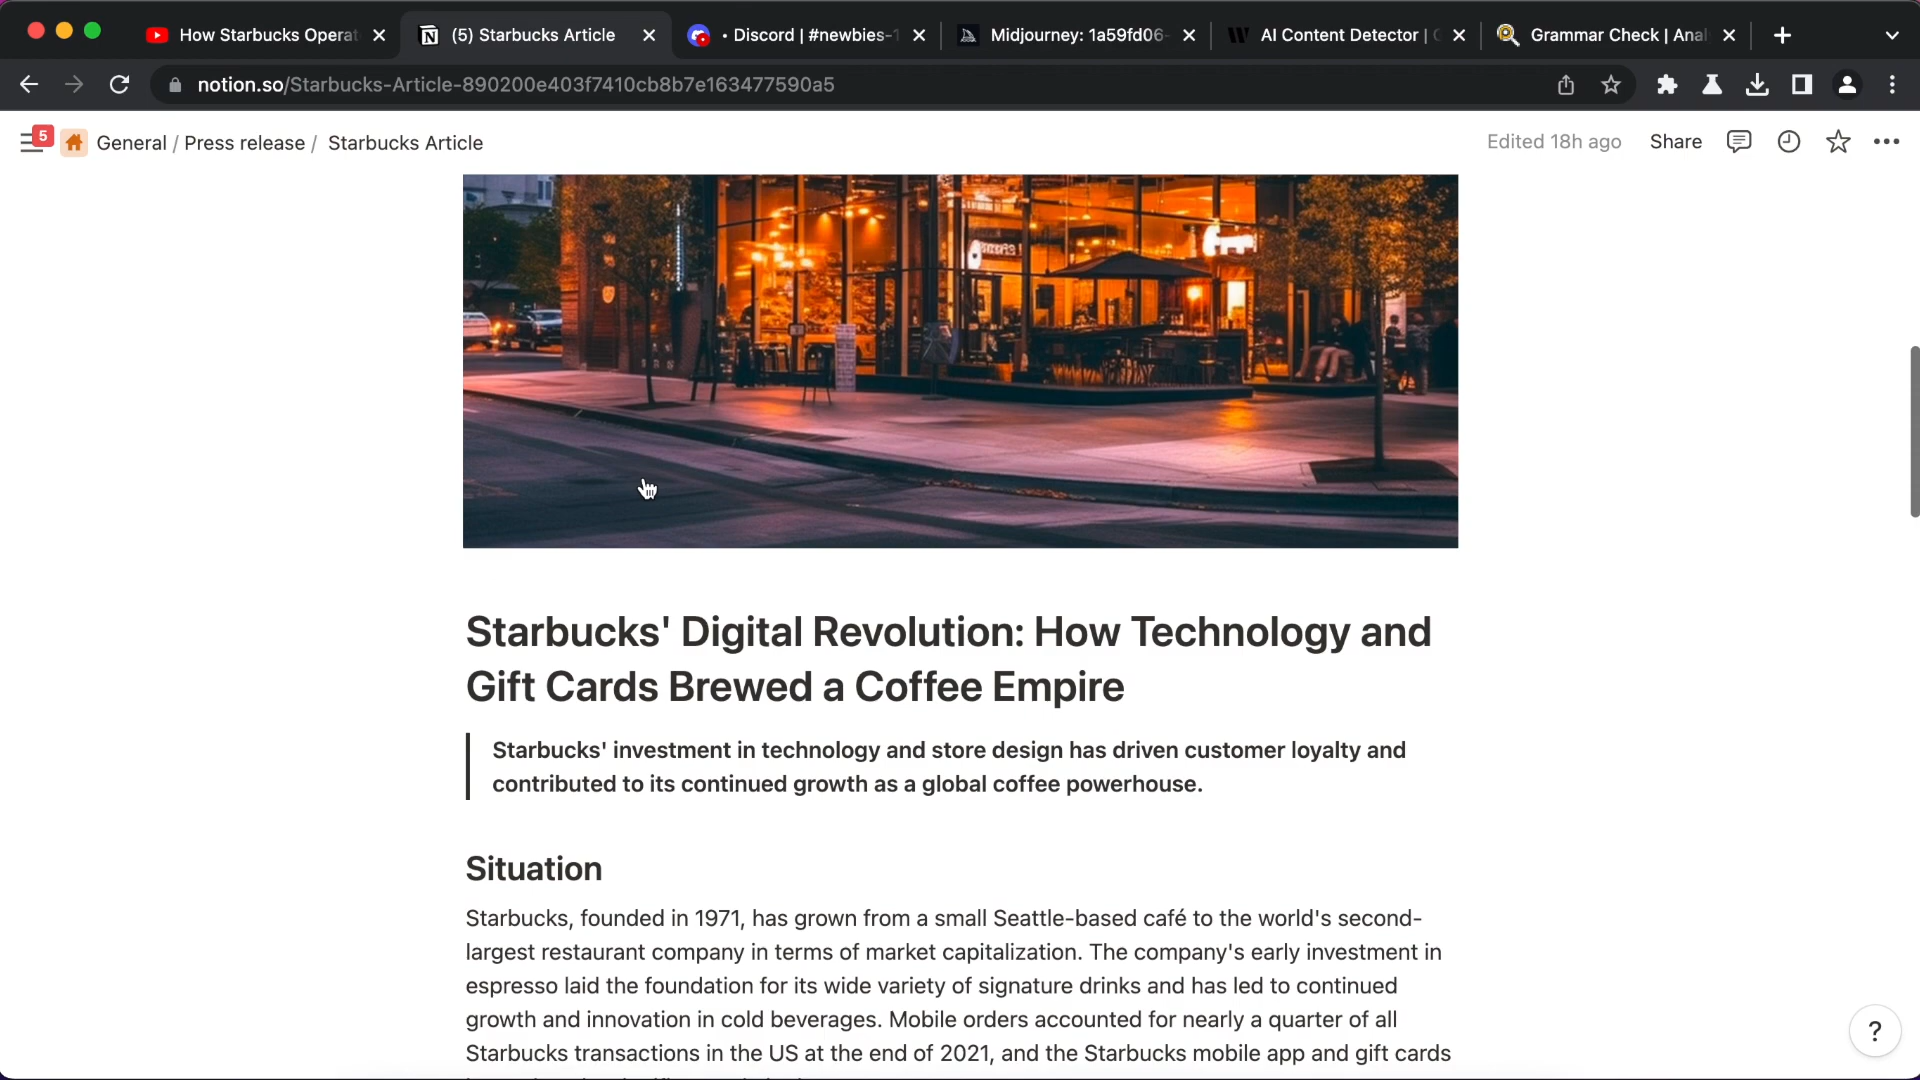 How Starbucks Operat
(5) Starbucks Article
• Discord | #newbies-1
Midjourney: 1a59fd06-
AI Content Detector |
Grammar Check | Anal
notion.so/Starbucks-Article-890200e403f7410cb8b7e163477590a5
5
General / Press release / Starbucks Article
Edited 18h ago
Share
Starbucks' Digital Revolution: How Technology and
Gift Cards Brewed a Coffee Empire
Starbucks' investment in technology and store design has driven customer loyalty and
contributed to its continued growth as a global coffee powerhouse.
Situation
Starbucks, founded in 1971, has grown from a small Seattle-based café to the world's second-
largest restaurant company in terms of market capitalization. The company's early investment in
espresso laid the foundation for its wide variety of signature drinks and has led to continued
growth and innovation in cold beverages. Mobile orders accounted for nearly a quarter of all
Starbucks transactions in the US at the end of 2021, and the Starbucks mobile app and gift cards
?